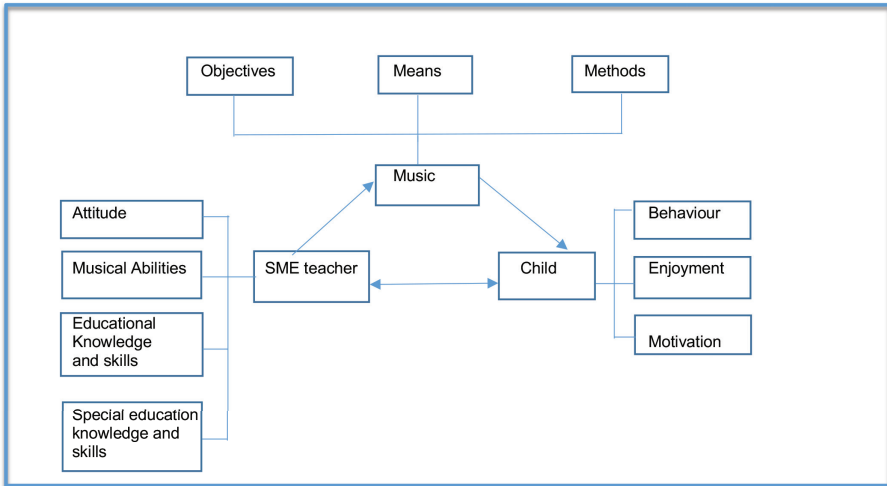 Objectives
Means
Methods
Music
Attitude
Musical Abilities
Educational
Knowledge
and skills
Special education
knowledge and
skills
SME teacher
Child
Behaviour
Enjoyment
Motivation